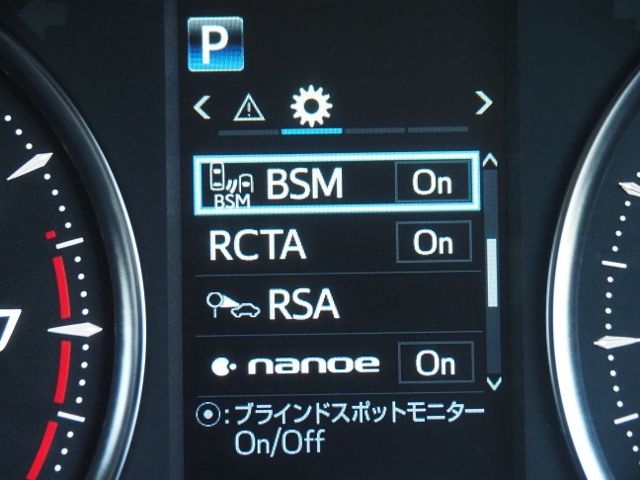 P
BSM BSM On
RCTA On
RSA
nanoe On
⦿:ブラインドスポットモニター
On/Off